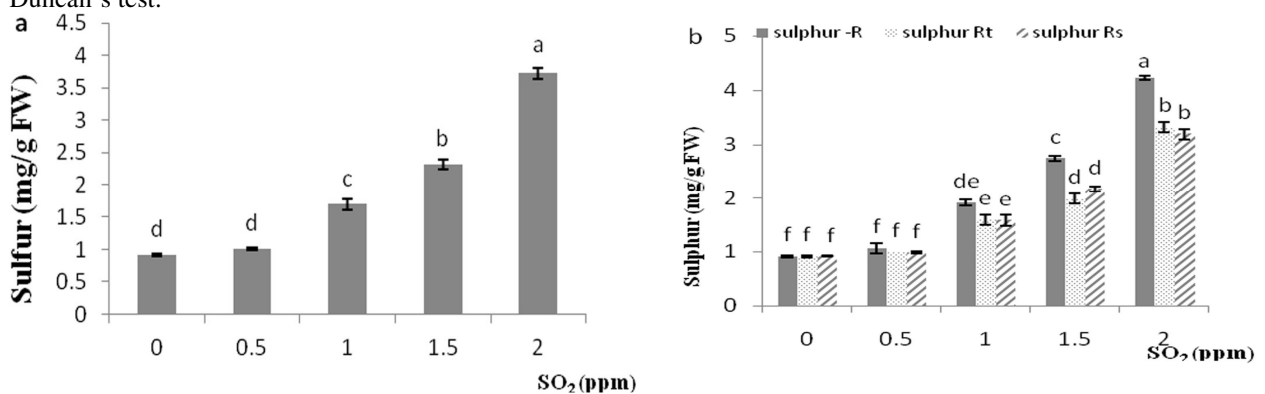 Duncan's test.
a
4.5
4
3.5
3
2.5
2
1.5
1
0.5
0
Sulfur (mg/g FW)
d d c b a
0 0.5 1 1.5 2
SO₂ (ppm)
b
sulphur -R sulphur Rt sulphur Rs
5
4
3
2
1
0
Sulphur (mg/g FW)
f f f f f f de e e c d d a b b
0 0.5 1 1.5 2
SO₂ (ppm)